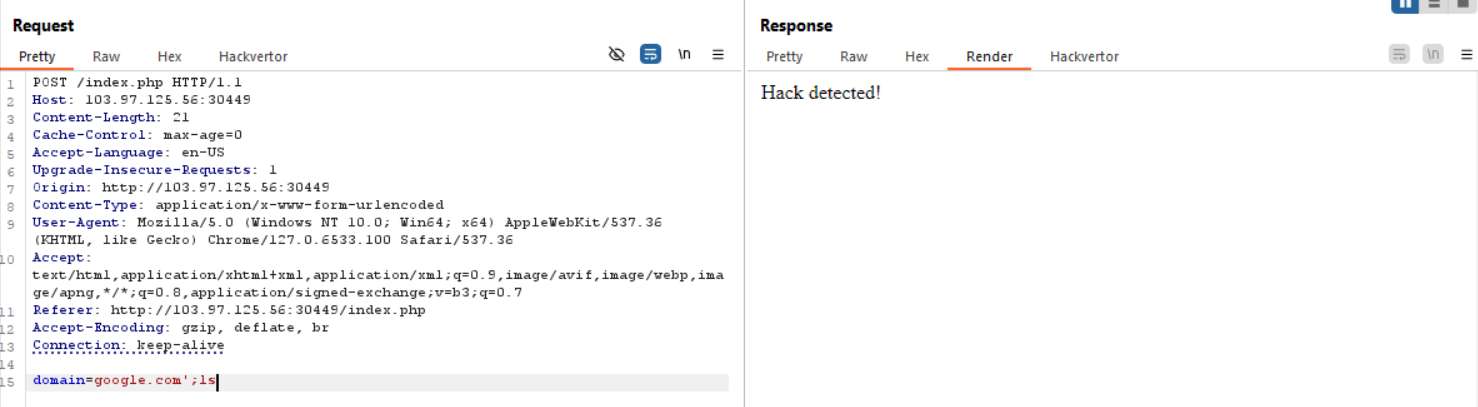 Request
Pretty Raw Hex Hackvertor \n
1 POST /index.php HTTP/1.1
2 Host: 103.97.125.56:30449
3 Content-Length: 21
4 Cache-Control: max-age=0
5 Accept-Language: en-US
6 Upgrade-Insecure-Requests: 1
7 Origin: http://103.97.125.56:30449
8 Content-Type: application/x-www-form-urlencoded
9 User-Agent: Mozilla/5.0 (Windows NT 10.0; Win64; x64) AppleWebKit/537.36
(KHTML, like Gecko) Chrome/127.0.6533.100 Safari/537.36
10 Accept:
text/html,application/xhtml+xml,application/xml;q=0.9,image/avif,image/webp,ima
ge/apng,*/*;q=0.8,application/signed-exchange;v=b3;q=0.7
11 Referer: http://103.97.125.56:30449/index.php
12 Accept-Encoding: gzip, deflate, br
13 Connection: keep-alive
14
15 domain=google.com';ls
Response
Pretty Raw Hex Render Hackvertor \n
Hack detected!